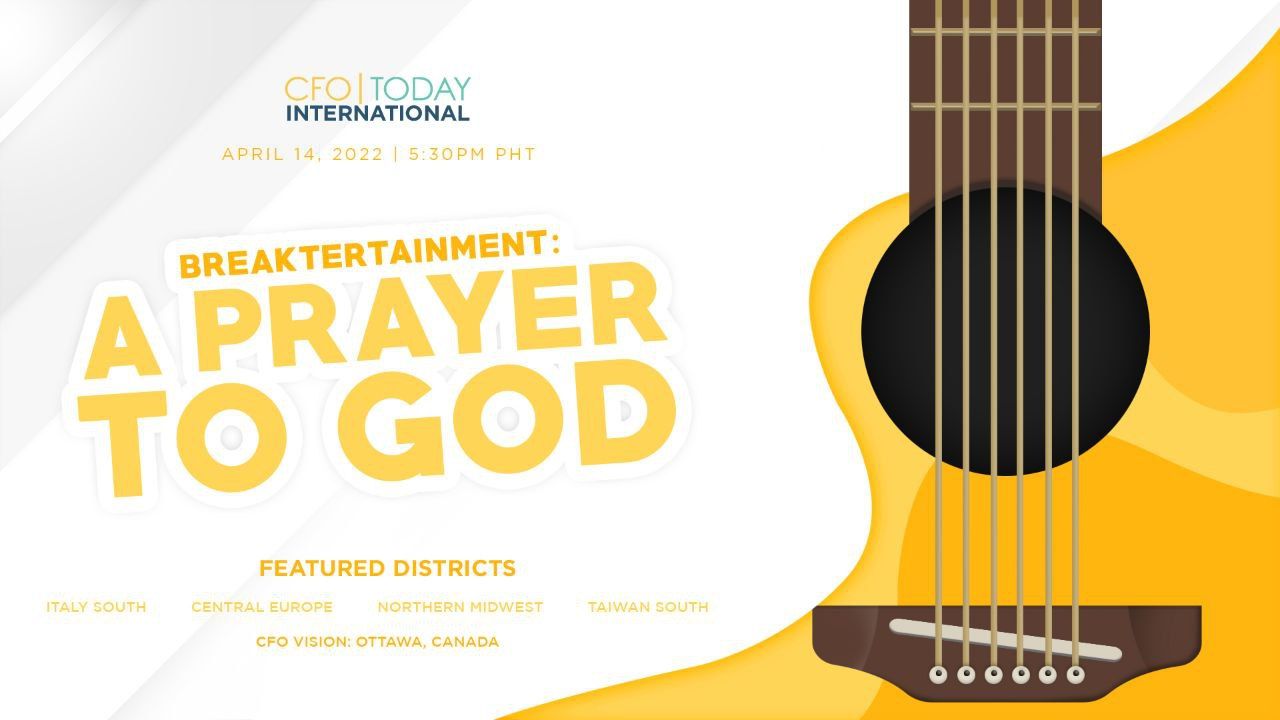 CFO|TODAY
INTERNATIONAL
APRIL 14, 2022 | 5:30PM PHT
BREAKTERTAINMENT:
A PRAYER
TO GOD
FEATURED DISTRICTS
ITALY SOUTH CENTRAL EUROPE NORTHERN MIDWEST TAIWAN SOUTH
CFO VISION: OTTAWA, CANADA